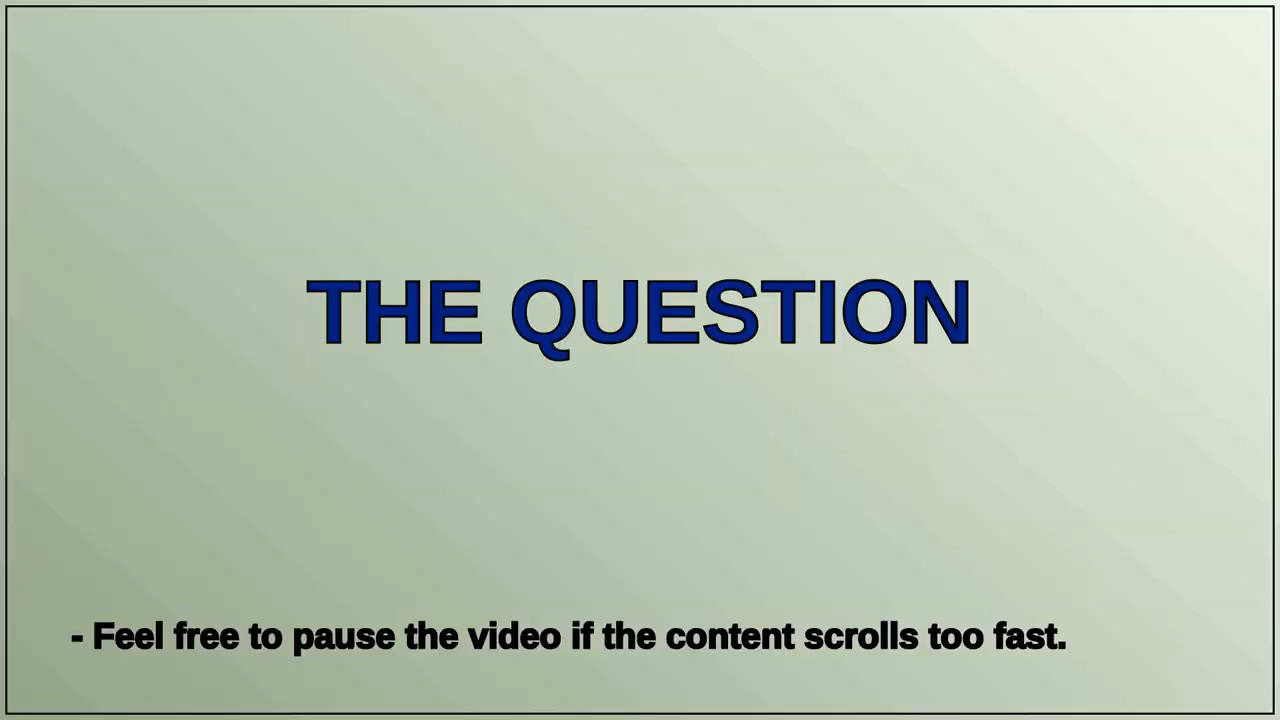 THE QUESTION
- Feel free to pause the video if the content scrolls too fast.